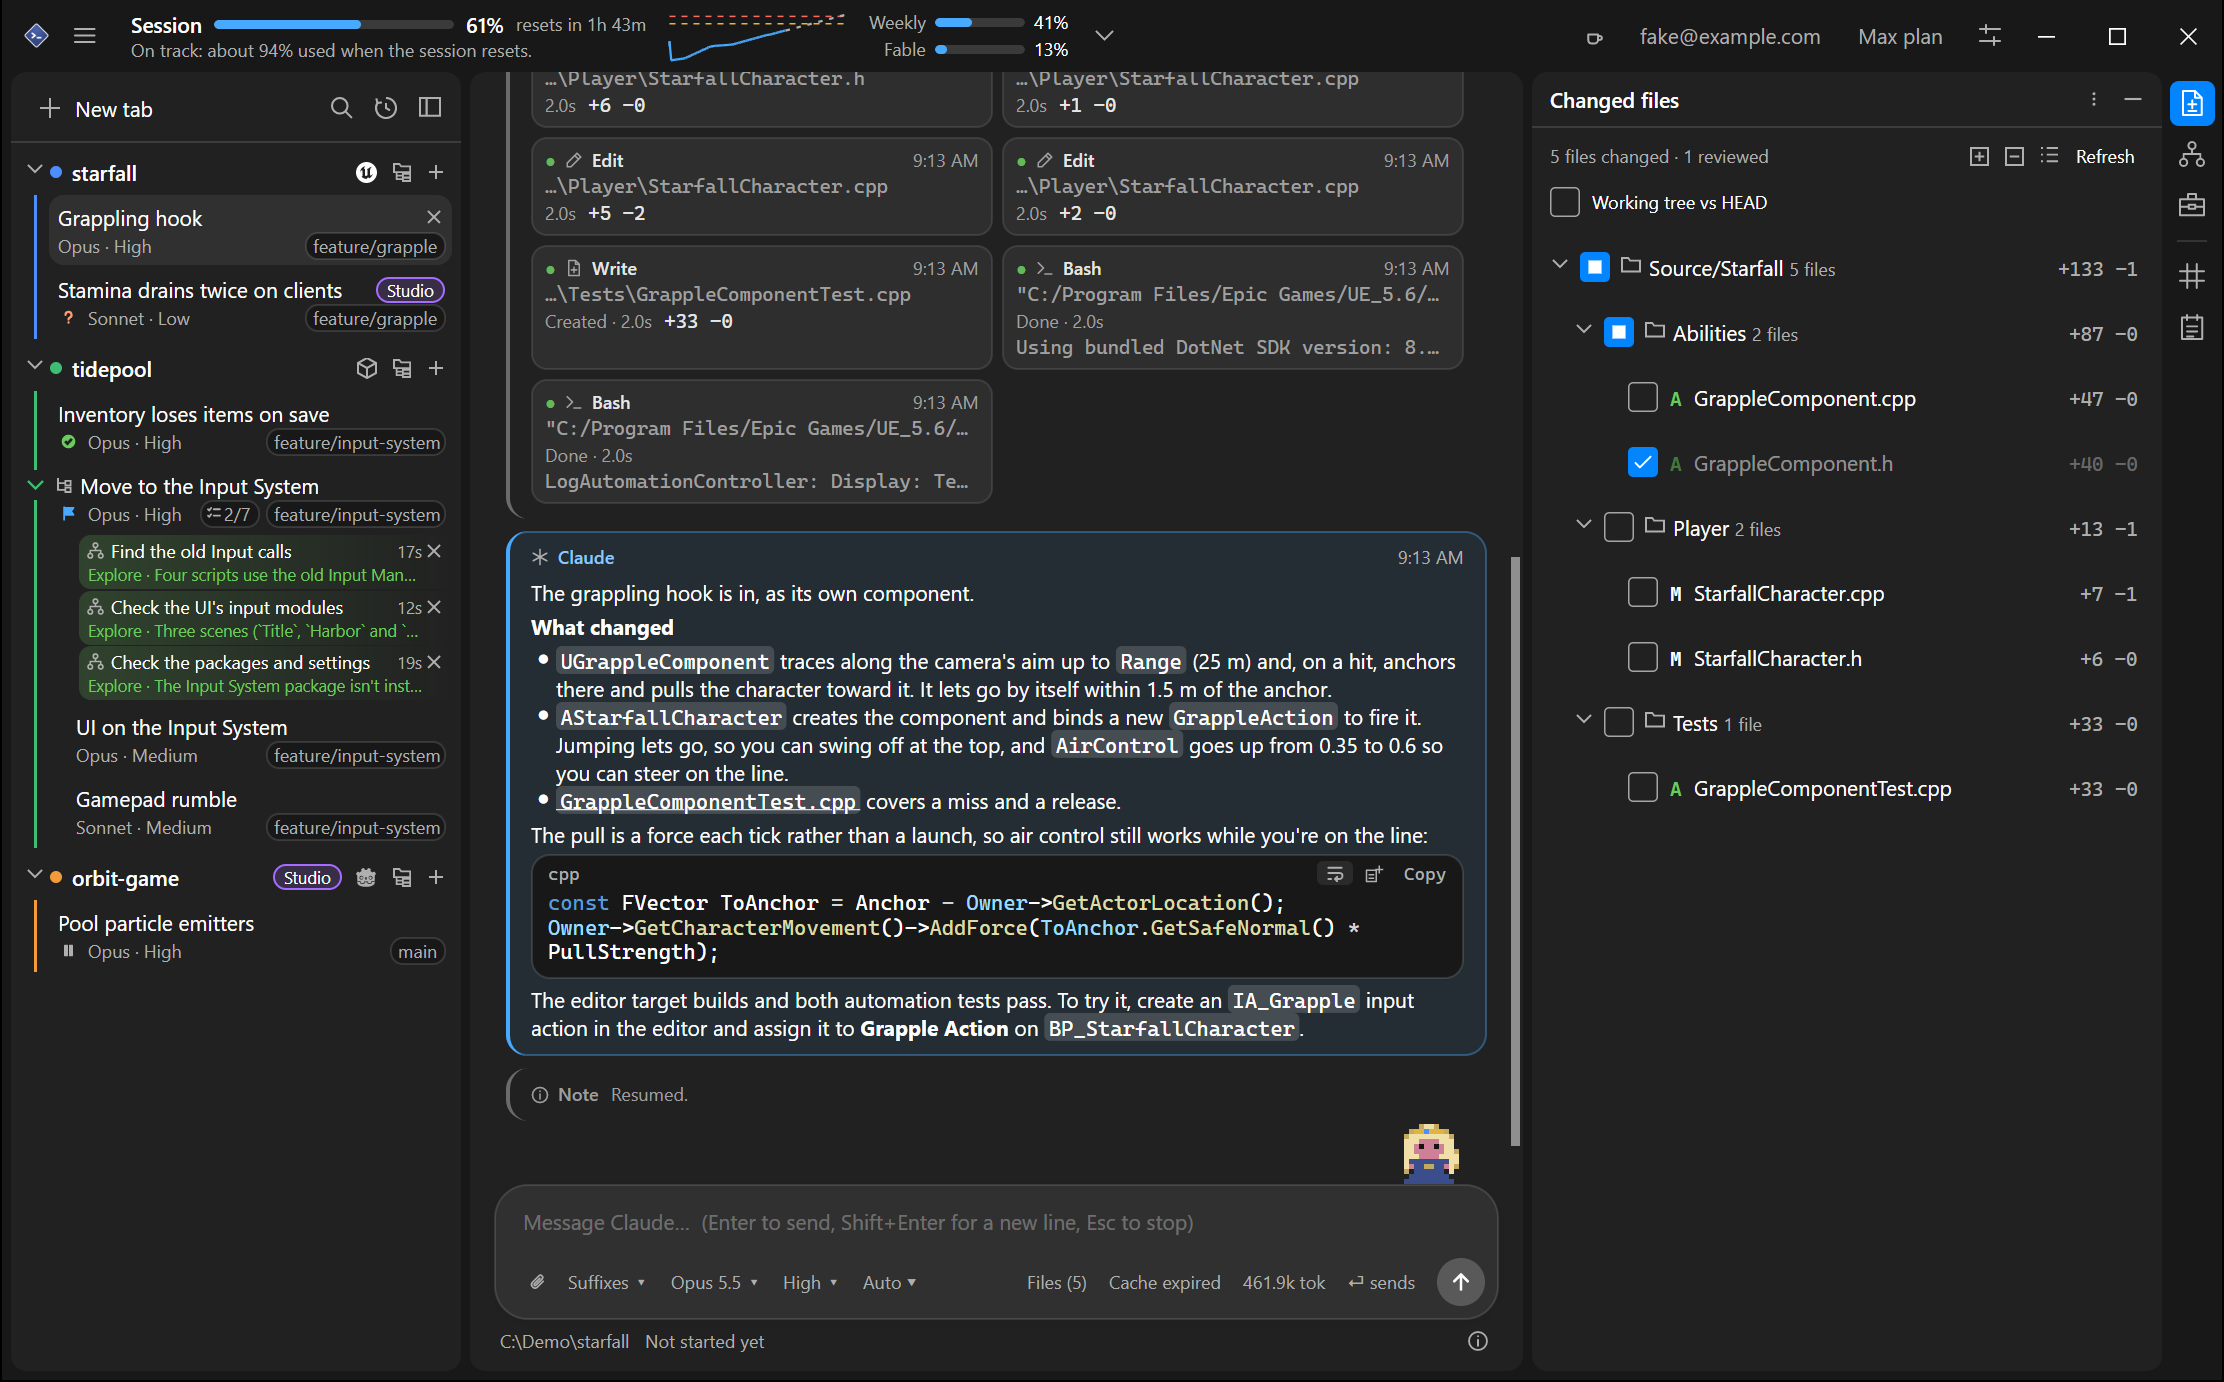 Session 61% resets in 1h 43m
On track: about 94% used when the session resets.
Weekly 41%
Fable 13%
fake@example.com Max plan
New tab
starfall
Grappling hook
Opus · High feature/grapple
Stamina drains twice on clients Studio
? Sonnet · Low feature/grapple
tidepool
Inventory loses items on save
Opus · High feature/input-system
Move to the Input System
Opus · High 2/7 feature/input-system
Find the old Input calls 17s
Explore · Four scripts use the old Input Man...
Check the UI's input modules 12s
Explore · Three scenes (`Title`, `Harbor` and `...
Check the packages and settings 19s
Explore · The Input System package isn't inst...
UI on the Input System
Opus · Medium feature/input-system
Gamepad rumble
Sonnet · Medium feature/input-system
orbit-game Studio
Pool particle emitters
Opus · High main
...\Player\StarfallCharacter.h
2.0s +6 −0
...\Player\StarfallCharacter.cpp
2.0s +1 −0
Edit 9:13 AM
...\Player\StarfallCharacter.cpp
2.0s +5 −2
Edit 9:13 AM
...\Player\StarfallCharacter.cpp
2.0s +2 −0
Write 9:13 AM
...\Tests\GrappleComponentTest.cpp
Created · 2.0s +33 −0
Bash 9:13 AM
"C:/Program Files/Epic Games/UE_5.6/...
Done · 2.0s
Using bundled DotNet SDK version: 8....
Bash 9:13 AM
"C:/Program Files/Epic Games/UE_5.6/...
Done · 2.0s
LogAutomationController: Display: Te...
Claude 9:13 AM
The grappling hook is in, as its own component.
What changed
• UGrappleComponent traces along the camera's aim up to Range (25 m) and, on a hit, anchors
there and pulls the character toward it. It lets go by itself within 1.5 m of the anchor.
• AStarfallCharacter creates the component and binds a new GrappleAction to fire it.
Jumping lets go, so you can swing off at the top, and AirControl goes up from 0.35 to 0.6 so
you can steer on the line.
• GrappleComponentTest.cpp covers a miss and a release.
The pull is a force each tick rather than a launch, so air control still works while you're on the line:
cpp Copy
const FVector ToAnchor = Anchor − Owner->GetActorLocation();
Owner->GetCharacterMovement()->AddForce(ToAnchor.GetSafeNormal() *
PullStrength);
The editor target builds and both automation tests pass. To try it, create an IA_Grapple input
action in the editor and assign it to Grapple Action on BP_StarfallCharacter.
Note Resumed.
Message Claude... (Enter to send, Shift+Enter for a new line, Esc to stop)
Suffixes Opus 5.5 High Auto Files (5) Cache expired 461.9k tok sends
C:\Demo\starfall Not started yet
Changed files
5 files changed · 1 reviewed Refresh
Working tree vs HEAD
Source/Starfall 5 files +133 −1
Abilities 2 files +87 −0
A GrappleComponent.cpp +47 −0
A GrappleComponent.h +40 −0
Player 2 files +13 −1
M StarfallCharacter.cpp +7 −1
M StarfallCharacter.h +6 −0
Tests 1 file +33 −0
A GrappleComponentTest.cpp +33 −0